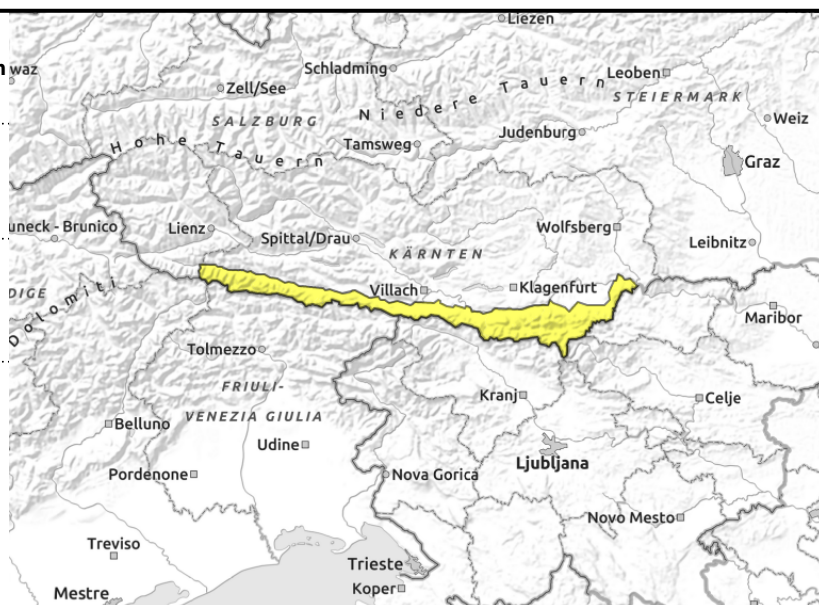 Liezen
waz
Schladming
Leoben
Zell/See
Niedere Tauern
STEIERMARK
SALZBURG
Weiz
Hohe Tauern
Tamsweg
Judenburg
Graz
uneck - Brunico
Lienz
Spittal/Drau
Wolfsberg
Leibnitz
KÄRNTEN
DIGE
Dolomiti
Villach
Klagenfurt
Maribor
Tolmezzo
FRIULI-
VENEZIA GIULIA
Kranj
Celje
Belluno
Udine
Ljubljana
Pordenone
Nova Gorica
Novo Mesto
Treviso
Trieste
Koper
Mestre